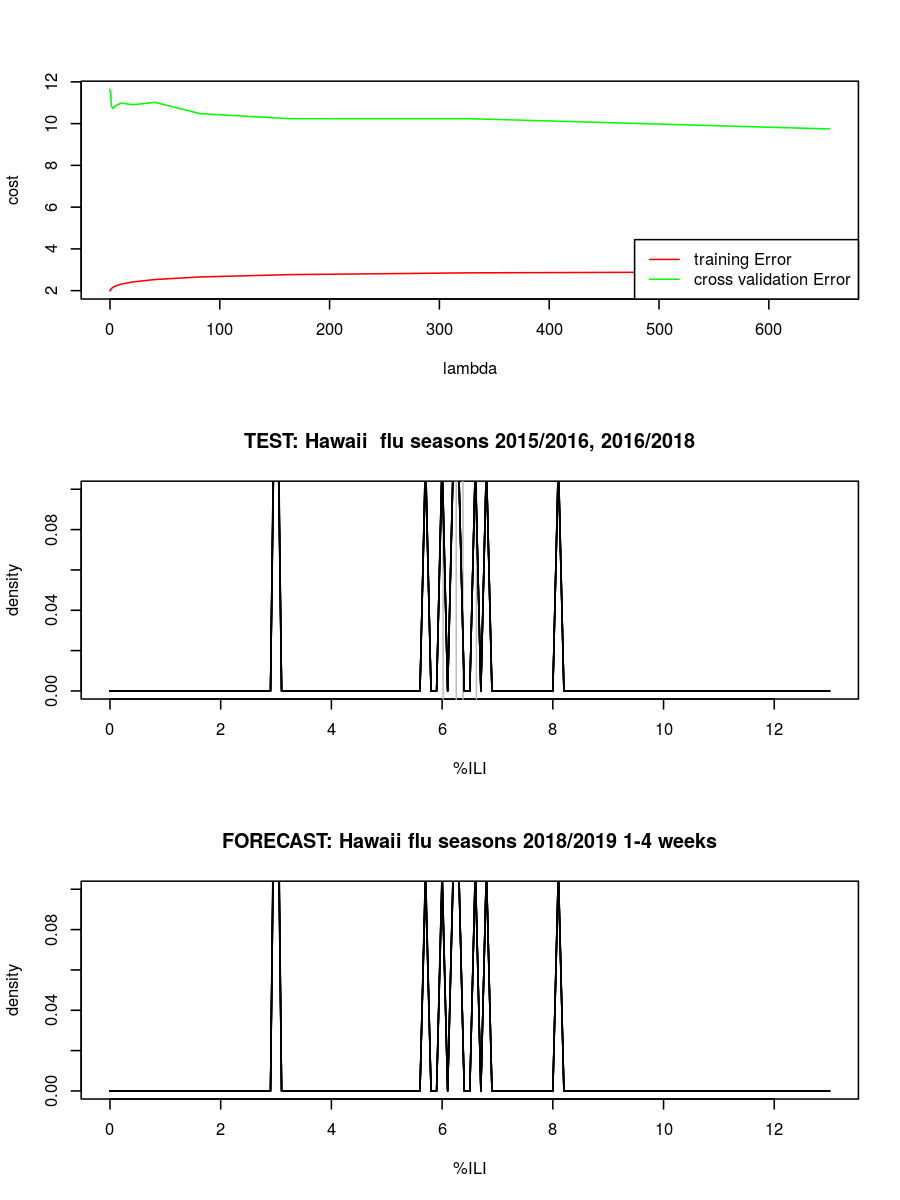 12
10
8
6
4
2
cost
training Error
cross validation Error
0 100 200 300 400 500 600
lambda
TEST: Hawaii  flu seasons 2015/2016, 2016/2018
0.08
0.04
0.00
density
0 2 4 6 8 10 12
%ILI
FORECAST: Hawaii flu seasons 2018/2019 1-4 weeks
0.08
0.04
0.00
density
0 2 4 6 8 10 12
%ILI